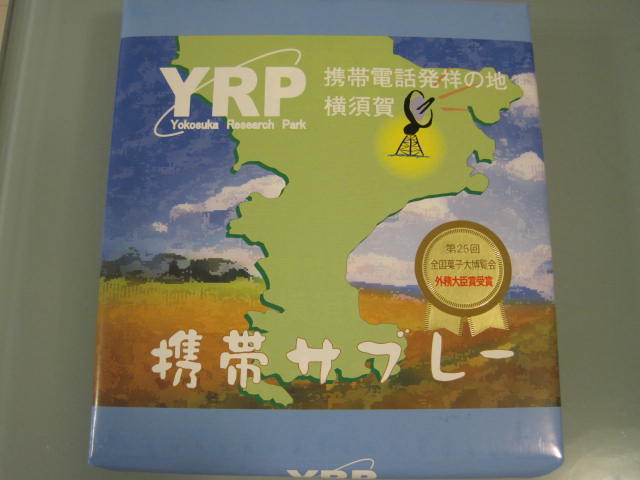 YRP
Yokosuka Research Park
携帯電話発祥の地
横須賀
第25回
全国菓子大博覧会
外務大臣賞受賞
携帯サブレー
YRP